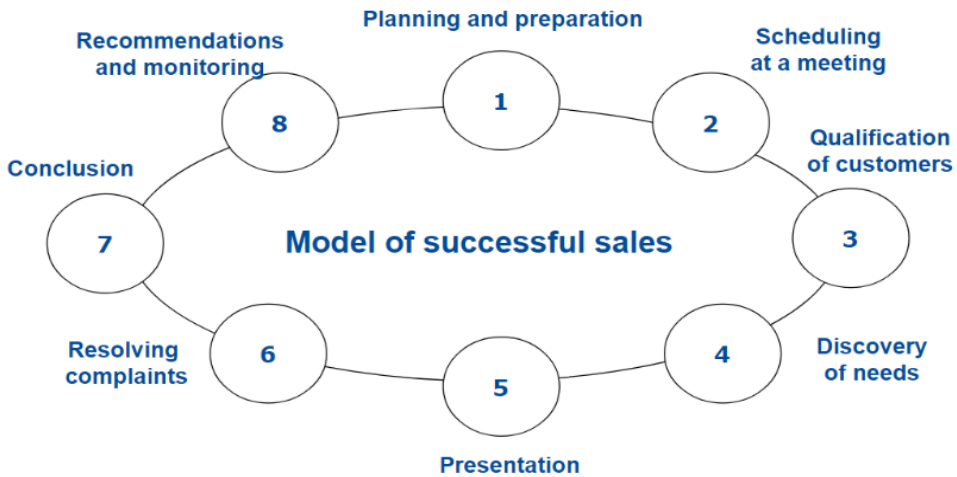 Planning and preparation
1
Scheduling
at a meeting
2
Qualification
of customers
3
Discovery
of needs
4
Presentation
5
Resolving
complaints
6
Conclusion
7
Recommendations
and monitoring
8
Model of successful sales